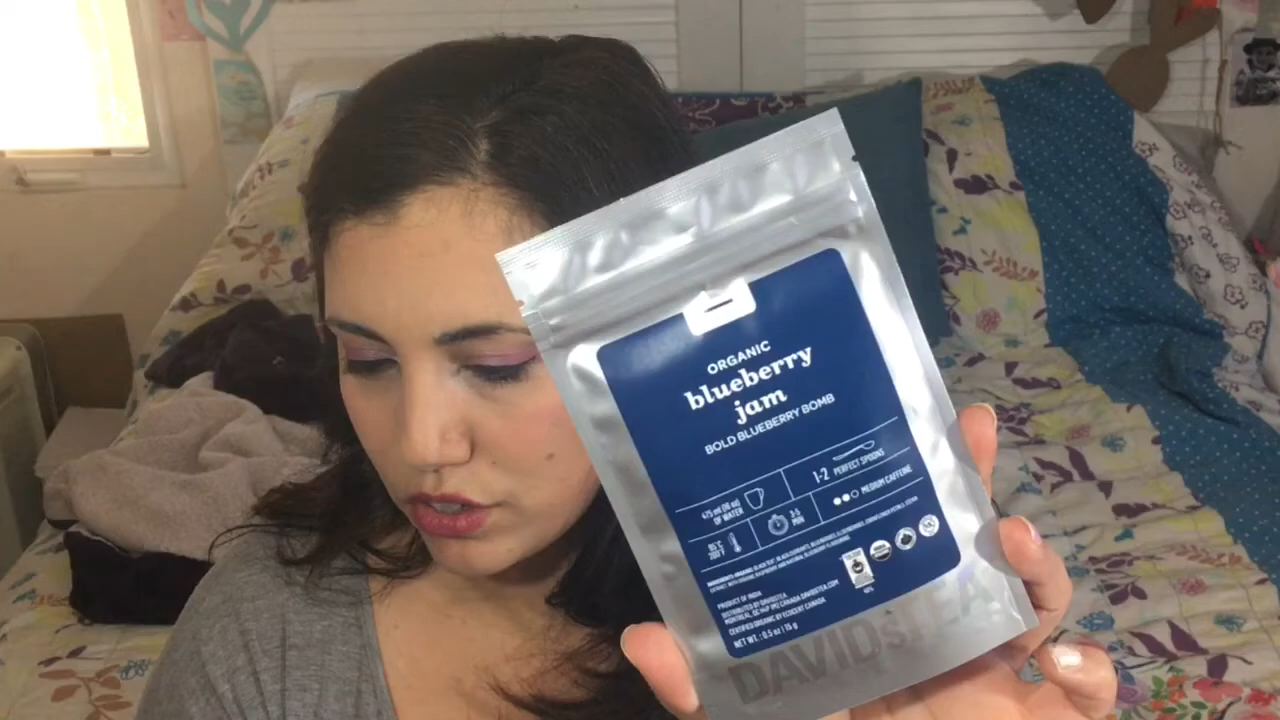 ORGANIC
blueberry
jam
BOLD BLUEBERRY BOMB
1-2 PERFECT SPOONS
475 ml (16 oz)
OF WATER
MEDIUM CAFFEINE
3-5
MIN
95°C
200°F
PRODUCT OF INDIA
DISTRIBUTED BY DAVIDSTEA,
CERTIFIED ORGANIC BY ECOCERT CANADA
NET WT.: 0.5 oz | 15 g
DAVIDsTEA